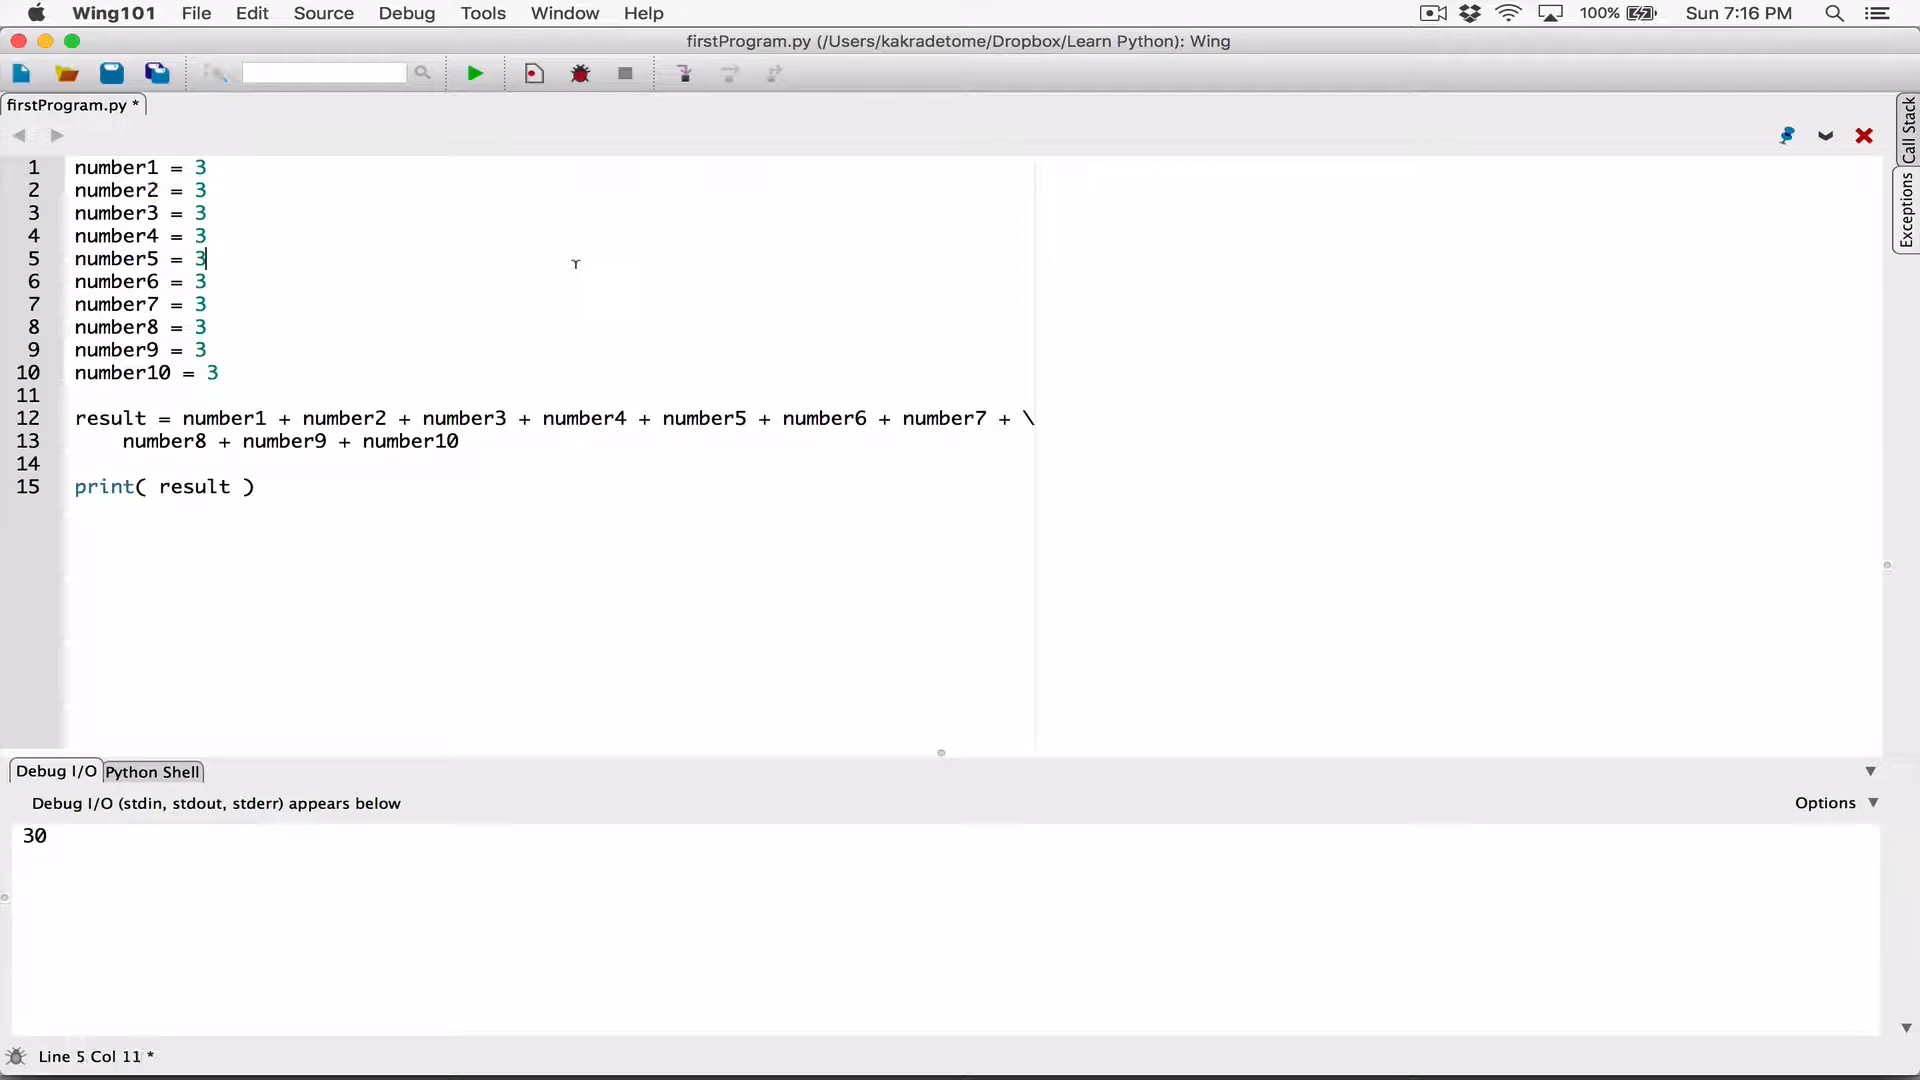 Wing101 File Edit Source Debug Tools Window Help 100% Sun 7:16 PM
firstProgram.py (/Users/kakradetome/Dropbox/Learn Python): Wing
firstProgram.py *
Call Stack
Exceptions
1 number1 = 3
2 number2 = 3
3 number3 = 3
4 number4 = 3
5 number5 = 3
6 number6 = 3
7 number7 = 3
8 number8 = 3
9 number9 = 3
10 number10 = 3
11
12 result = number1 + number2 + number3 + number4 + number5 + number6 + number7 + \
13 number8 + number9 + number10
14
15 print( result )
Debug I/O Python Shell
Debug I/O (stdin, stdout, stderr) appears below Options
30
Line 5 Col 11 *